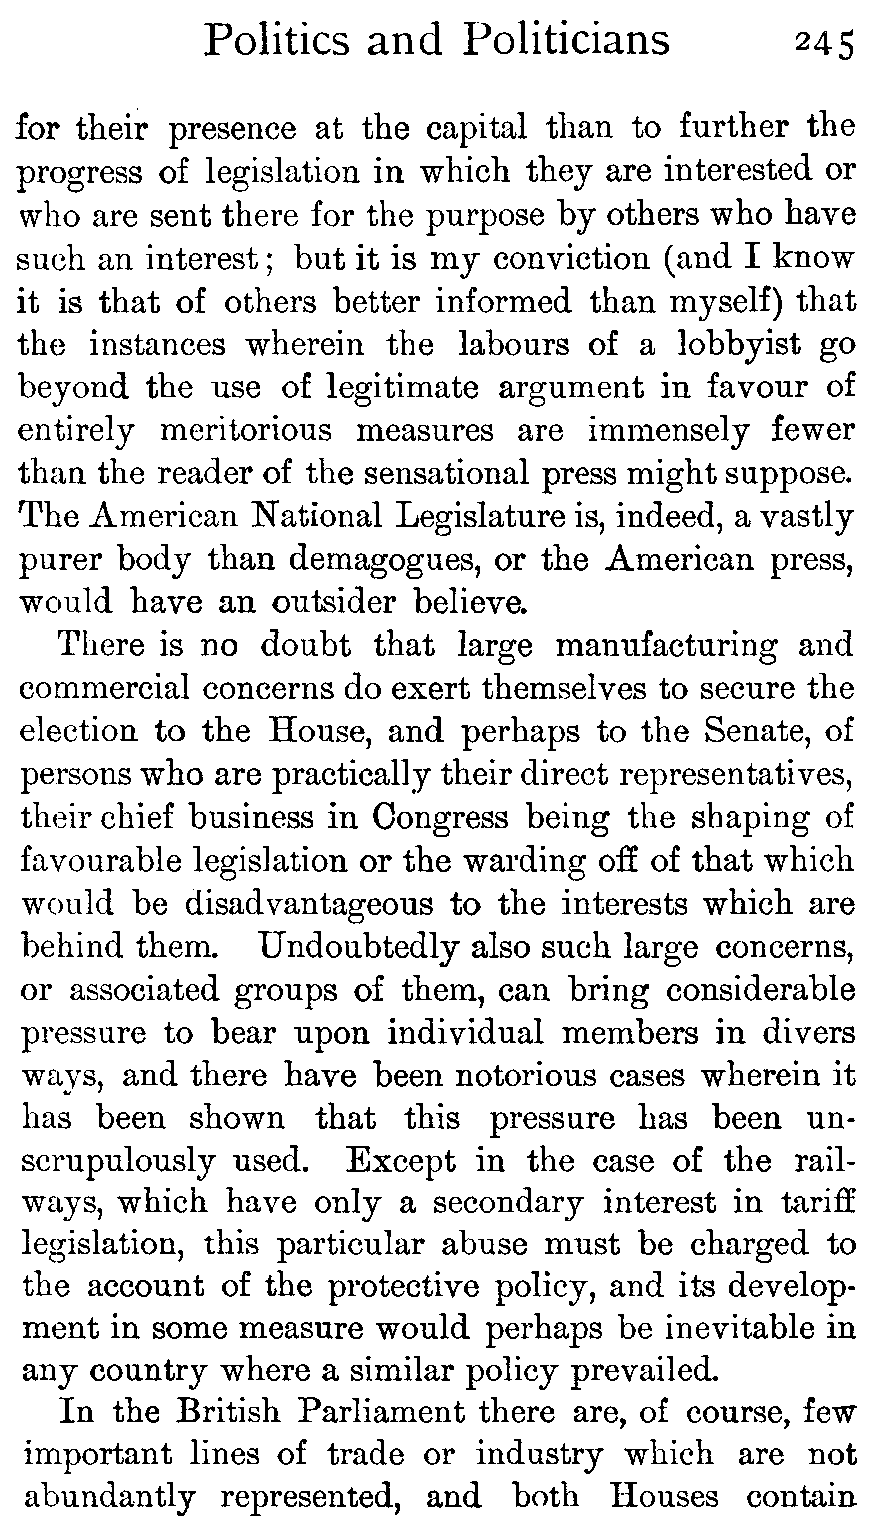 Politics and Politicians 245
for their presence at the capital than to further the
progress of legislation in which they are interested or
who are sent there for the purpose by others who have
such an interest; but it is my conviction (and I know
it is that of others better informed than myself) that
the instances wherein the labours of a lobbyist go
beyond the use of legitimate argument in favour of
entirely meritorious measures are immensely fewer
than the reader of the sensational press might suppose.
The American National Legislature is, indeed, a vastly
purer body than demagogues, or the American press,
would have an outsider believe.
There is no doubt that large manufacturing and
commercial concerns do exert themselves to secure the
election to the House, and perhaps to the Senate, of
persons who are practically their direct representatives,
their chief business in Congress being the shaping of
favourable legislation or the warding off of that which
would be disadvantageous to the interests which are
behind them. Undoubtedly also such large concerns,
or associated groups of them, can bring considerable
pressure to bear upon individual members in divers
ways, and there have been notorious cases wherein it
has been shown that this pressure has been un-
scrupulously used. Except in the case of the rail-
ways, which have only a secondary interest in tariff
legislation, this particular abuse must be charged to
the account of the protective policy, and its develop-
ment in some measure would perhaps be inevitable in
any country where a similar policy prevailed.
In the British Parliament there are, of course, few
important lines of trade or industry which are not
abundantly represented, and both Houses contain